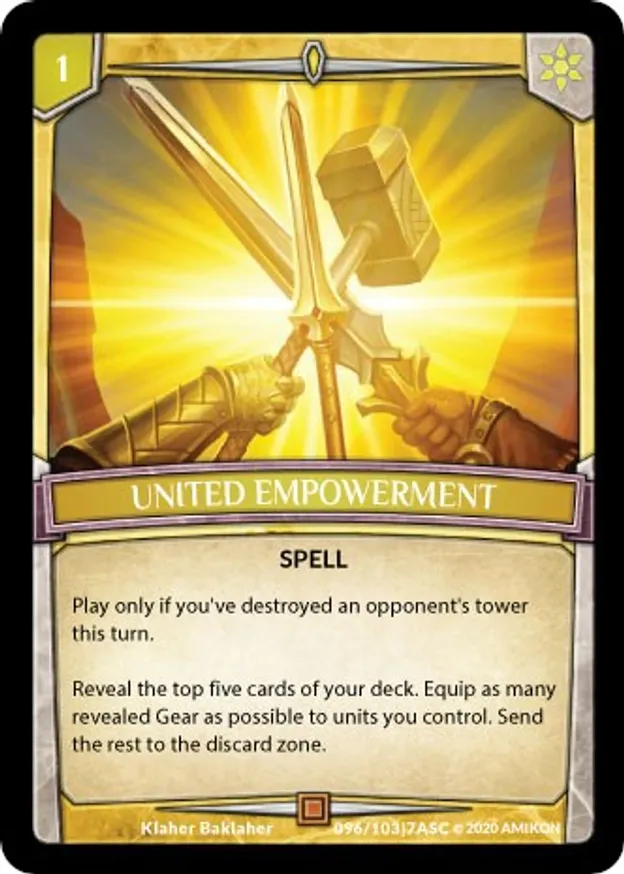 1
UNITED EMPOWERMENT
SPELL
Play only if you've destroyed an opponent's tower
this turn.
Reveal the top five cards of your deck. Equip as many
revealed Gear as possible to units you control. Send
the rest to the discard zone.
Klaher Baklaher 096/103|7ASC © 2020 AMIKON